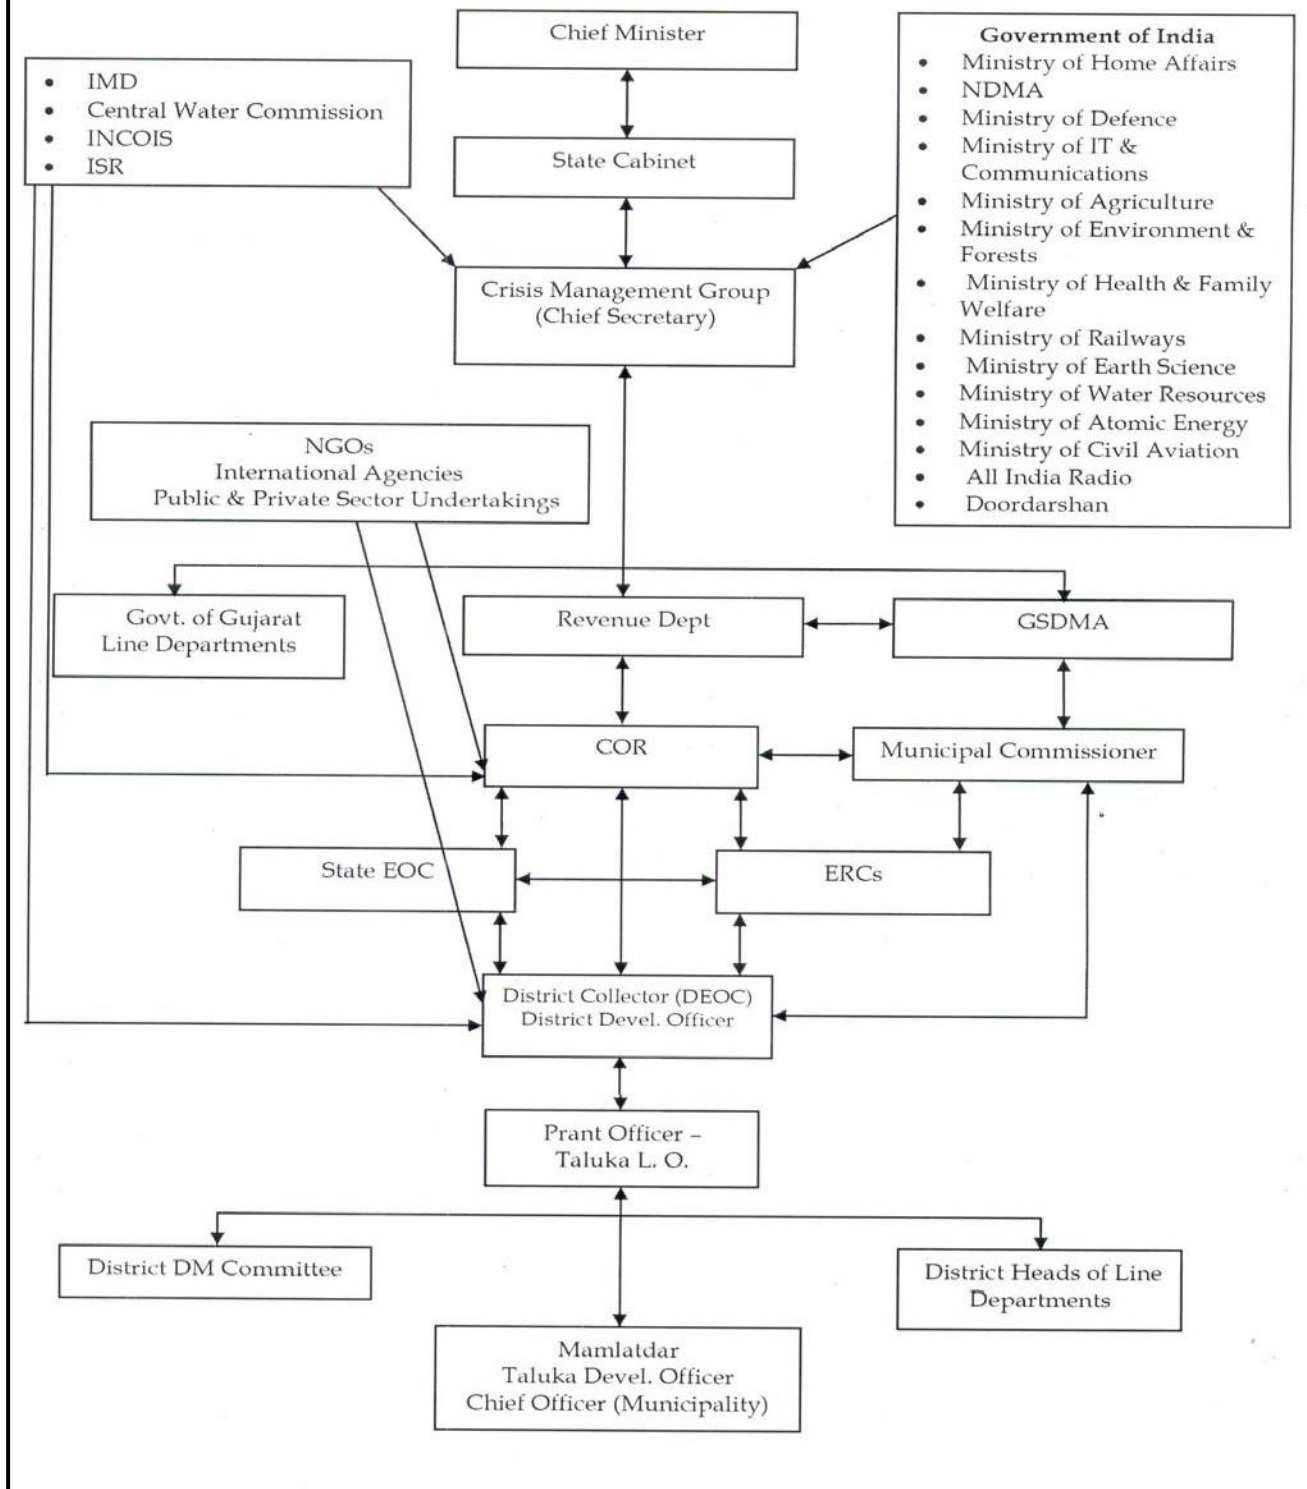 Chief Minister
Government of India
• Ministry of Home Affairs
• NDMA
• Ministry of Defence
• Ministry of IT &
Communications
• Ministry of Agriculture
• Ministry of Environment &
Forests
• Ministry of Health & Family
Welfare
• Ministry of Railways
• Ministry of Earth Science
• Ministry of Water Resources
• Ministry of Atomic Energy
• Ministry of Civil Aviation
• All India Radio
• Doordarshan
• IMD
• Central Water Commission
• INCOIS
• ISR
State Cabinet
Crisis Management Group
(Chief Secretary)
NGOs
International Agencies
Public & Private Sector Undertakings
Govt. of Gujarat
Line Departments
Revenue Dept
GSDMA
COR
Municipal Commissioner
State EOC
ERCs
District Collector (DEOC)
District Devel. Officer
Prant Officer –
Taluka L. O.
District DM Committee
District Heads of Line
Departments
Mamlatdar
Taluka Devel. Officer
Chief Officer (Municipality)